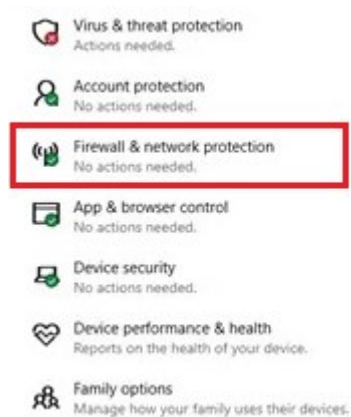 Virus & threat protection
Actions needed.
Account protection
No actions needed.
Firewall & network protection
No actions needed.
App & browser control
No actions needed.
Device security
No actions needed.
Device performance & health
Reports on the health of your device.
Family options
Manage how your family uses their devices.